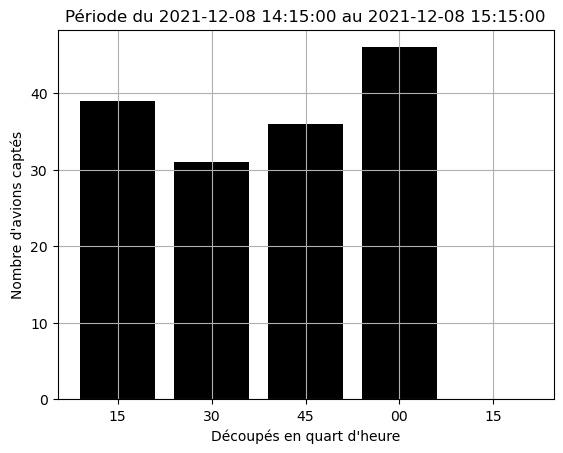 Période du 2021-12-08 14:15:00 au 2021-12-08 15:15:00
Nombre d'avions captés
40
30
20
10
0
15 30 45 00 15
Découpés en quart d'heure